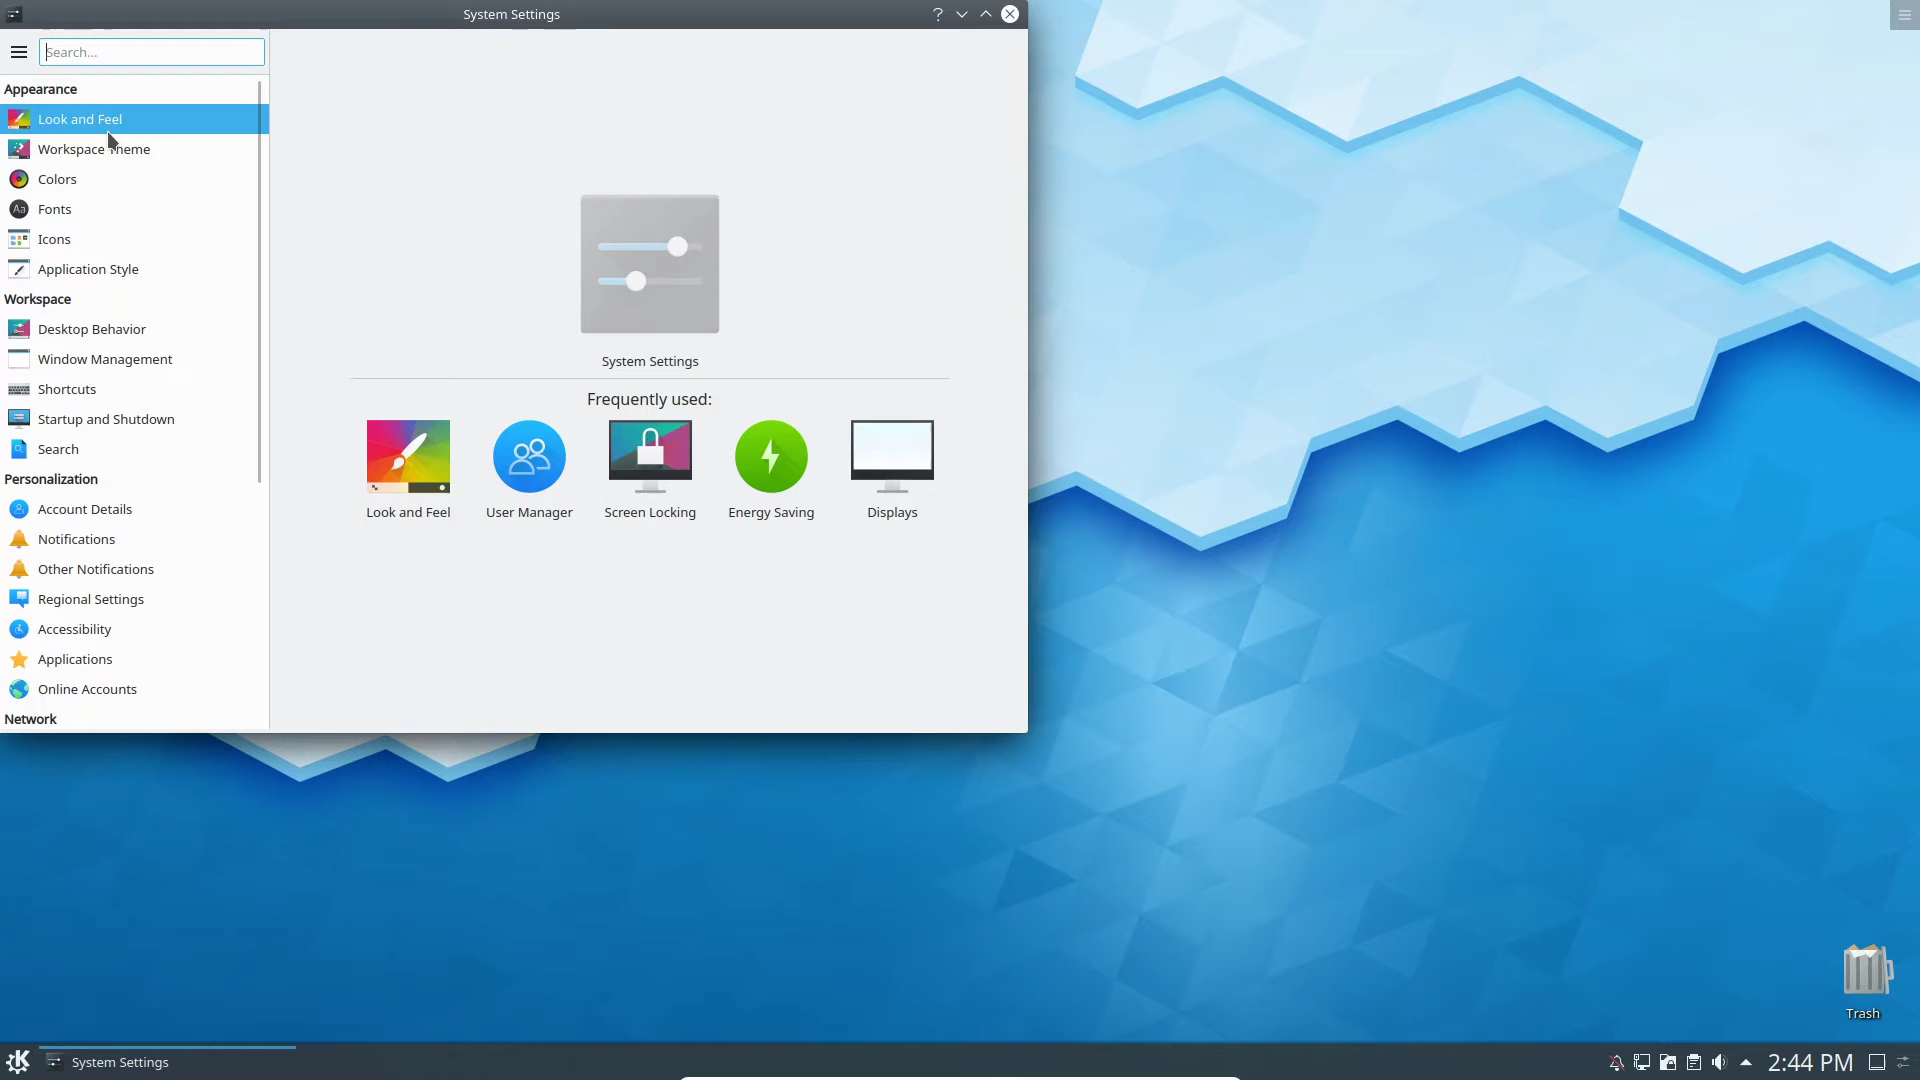 System Settings
Search...
Appearance
Look and Feel
Workspace Theme
Colors
Fonts
Icons
Application Style
Workspace
Desktop Behavior
Window Management
Shortcuts
Startup and Shutdown
Search
Personalization
Account Details
Notifications
Other Notifications
Regional Settings
Accessibility
Applications
Online Accounts
Network
System Settings
Frequently used:
Look and Feel User Manager Screen Locking Energy Saving Displays
Trash
System Settings
2:44 PM